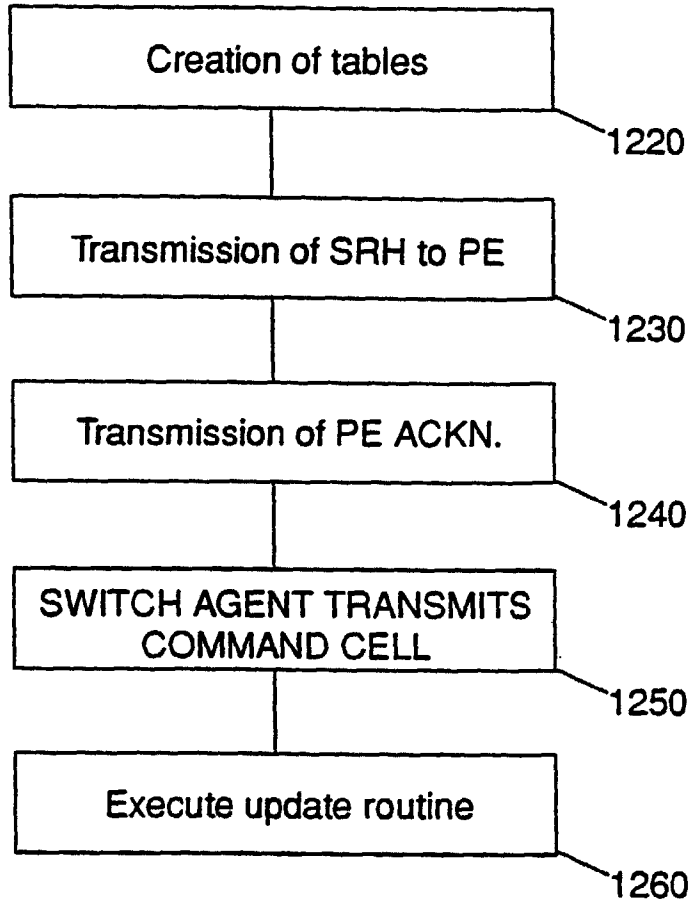 Creation of tables
1220
Transmission of SRH to PE
1230
Transmission of PE ACKN.
1240
SWITCH AGENT TRANSMITS
COMMAND CELL
1250
Execute update routine
1260